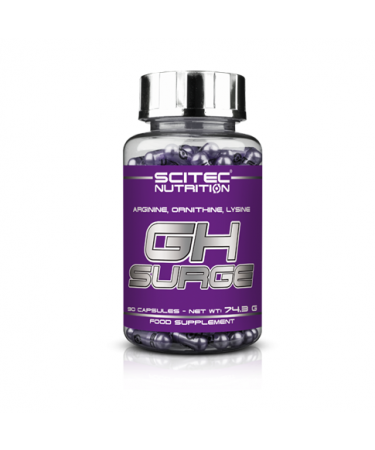 SCITEC
NUTRITION
ARGININE, ORNITHINE, LYSINE
GH
SURGE
90 CAPSULES - NET WT: 74.3 G
FOOD SUPPLEMENT